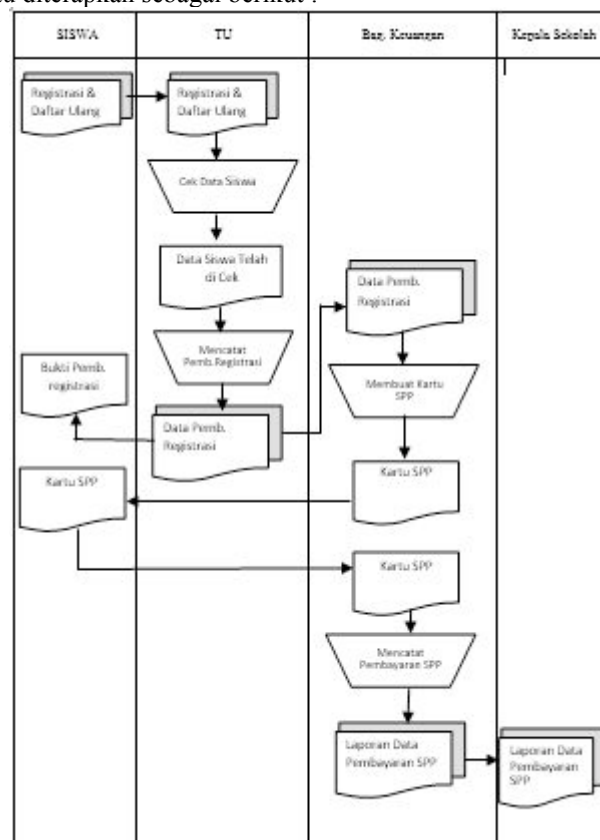 diterapkan sebagai berikut :
SISWA
TU
Bag. Keuangan
Kepala Sekolah
Registrasi &
Daftar Ulang
Registrasi &
Daftar Ulang
Cek Data Siswa
Data Siswa Telah
di Cek
Mencatat
Pemb.Registrasi
Data Pemb.
Registrasi
Bukti Pemb.
registrasi
Data Pemb.
Registrasi
Membuat Kartu
SPP
Kartu SPP
Kartu SPP
Kartu SPP
Mencatat
Pembayaran SPP
Laporan Data
Pembayaran SPP
Laporan Data
Pembayaran
SPP